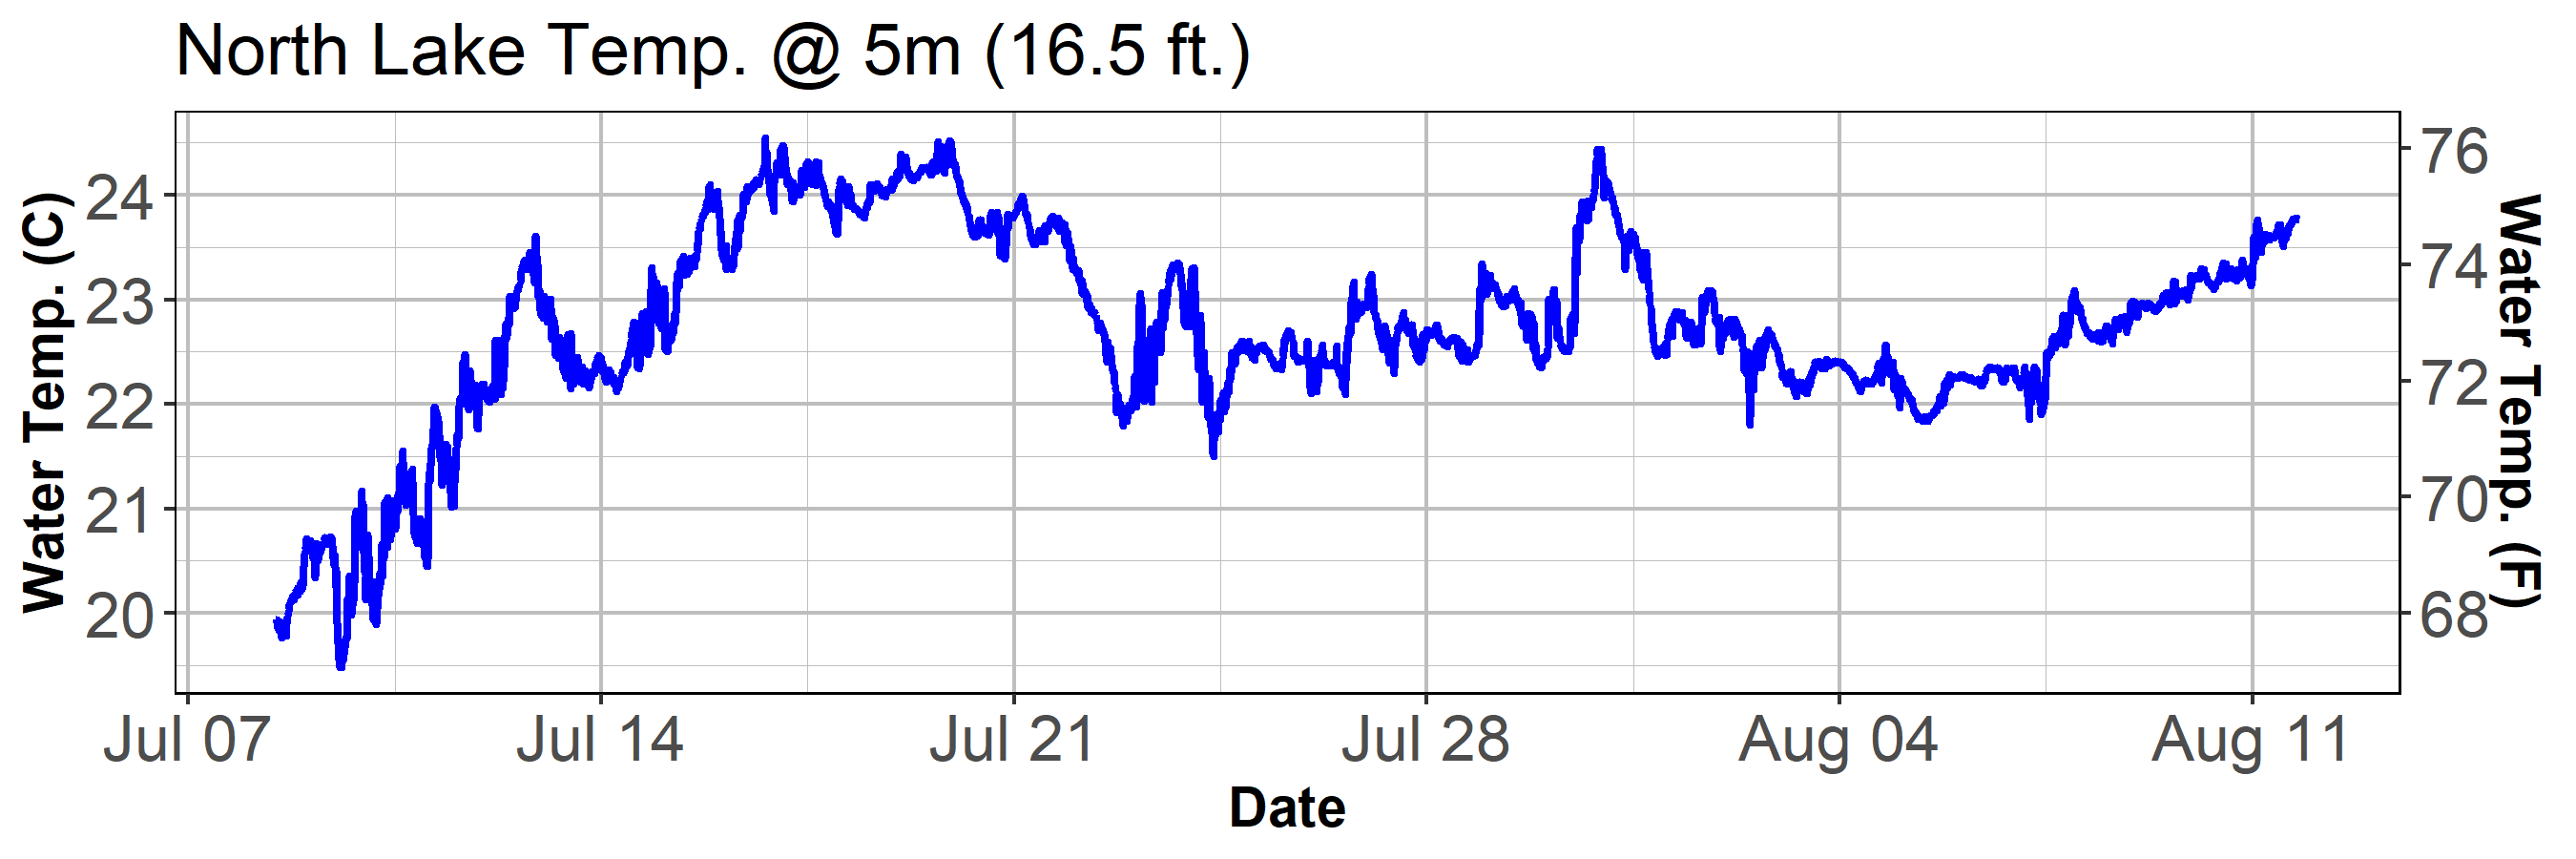 North Lake Temp. @ 5m (16.5 ft.)
Water Temp. (C)
24
23
22
21
20
76
74
72
70
68
Water Temp. (F)
Jul 07 Jul 14 Jul 21 Jul 28 Aug 04 Aug 11
Date